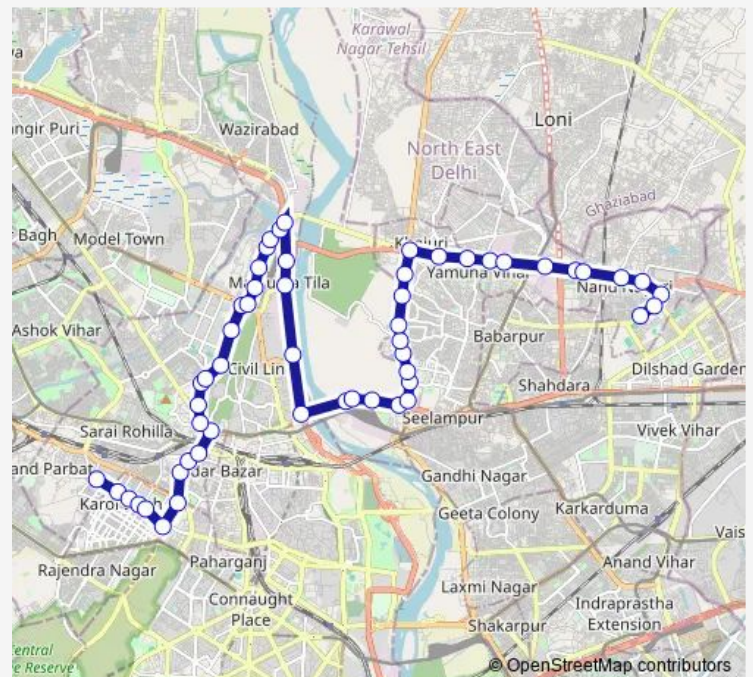 Karawal
Nagar Tehsil
Wazirabad
Loni
North East
Delhi
Ghaziabad
Bagh
Model Town
Yamuna Vihar
Ashok Vihar
Babarpur
Civil Lin
Dilshad Garden
Shahdara
Seelampur
Sarai Rohilla
Vivek Vihar
Gandhi Nagar
Karkarduma
Geeta Colony
Paharganj
Rajendra Nagar
Anand Vihar
Connaught
Place
Laxmi Nagar
Indraprastha
Extension
Shakarpur
© OpenStreetMap contributors